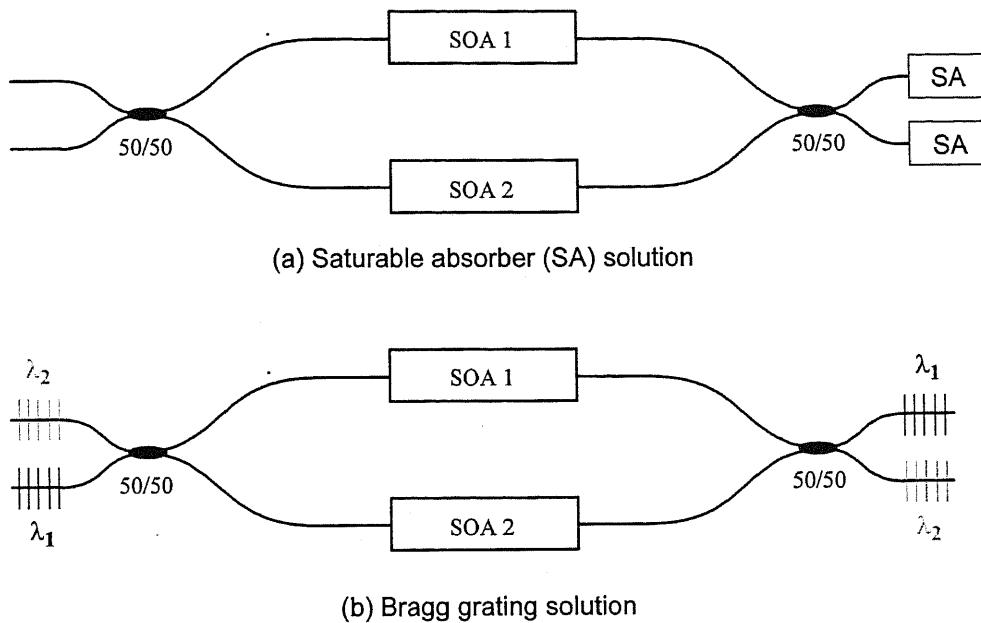 SOA 1
SA
50/50
50/50
SA
SOA 2
(a) Saturable absorber (SA) solution
λ2
SOA 1
λ1
50/50
50/50
λ1
SOA 2
λ2
(b) Bragg grating solution